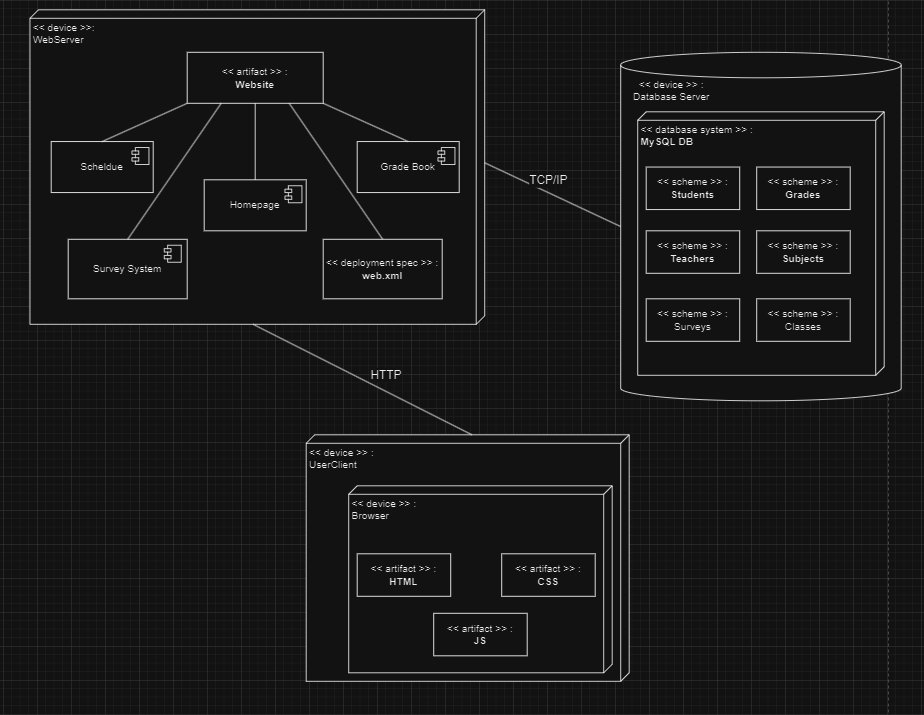 << device >>:
WebServer
<< artifact >> :
Website
Scheldue
Grade Book
Homepage
Survey System
<< deployment spec >> :
web.xml
TCP/IP
<< device >> :
Database Server
<< database system >> :
MySQL DB
<< scheme >> :
Students
<< scheme >> :
Grades
<< scheme >> :
Teachers
<< scheme >> :
Subjects
<< scheme >> :
Surveys
<< scheme >> :
Classes
HTTP
<< device >> :
UserClient
<< device >> :
Browser
<< artifact >> :
HTML
<< artifact >> :
CSS
<< artifact >> :
JS